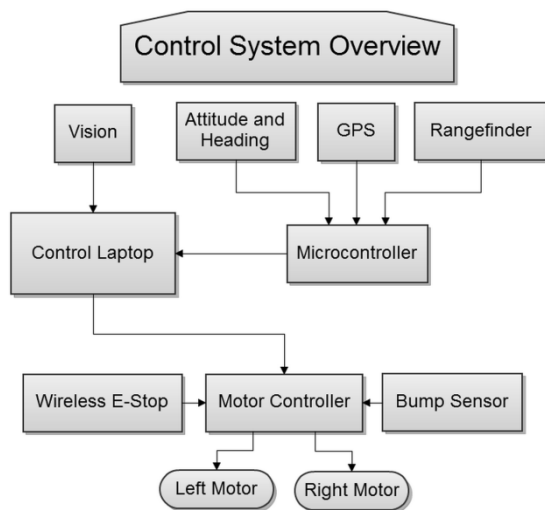 Control System Overview
Vision
Attitude and
Heading
GPS
Rangefinder
Control Laptop
Microcontroller
Wireless E-Stop
Motor Controller
Bump Sensor
Left Motor
Right Motor